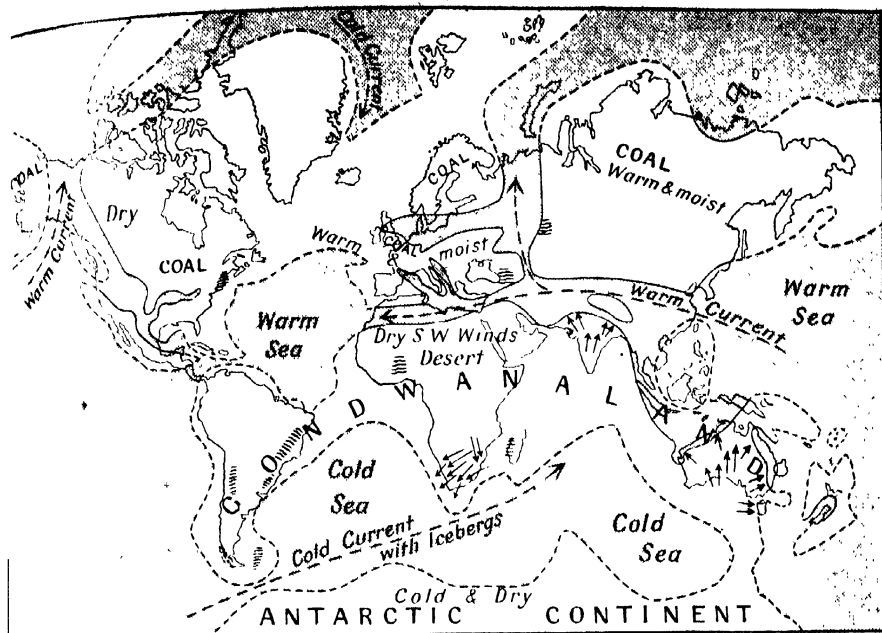 Cold Current
COAL
COAL
Warm & moist
COAL
Dry
Warm Current
COAL
Warm
COAL
moist
Warm
Sea
Warm Current
Warm
Sea
Dry S W Winds
Desert
GONDWANALAND
Cold
Sea
Cold Current
with Icebergs
Cold
Sea
Cold & Dry
ANTARCTIC CONTINENT